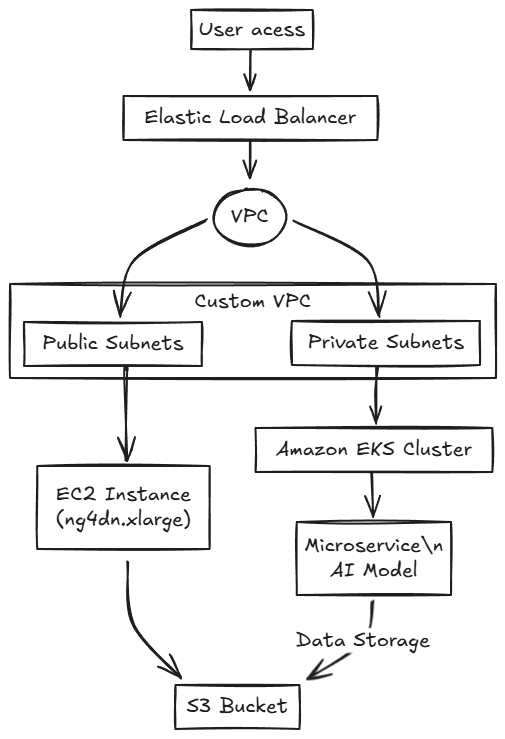 User acess
Elastic Load Balancer
VPC
Custom VPC
Public Subnets
Private Subnets
Amazon EKS Cluster
EC2 Instance
(ng4dn.xlarge)
Microservice\n
AI Model
Data Storage
S3 Bucket